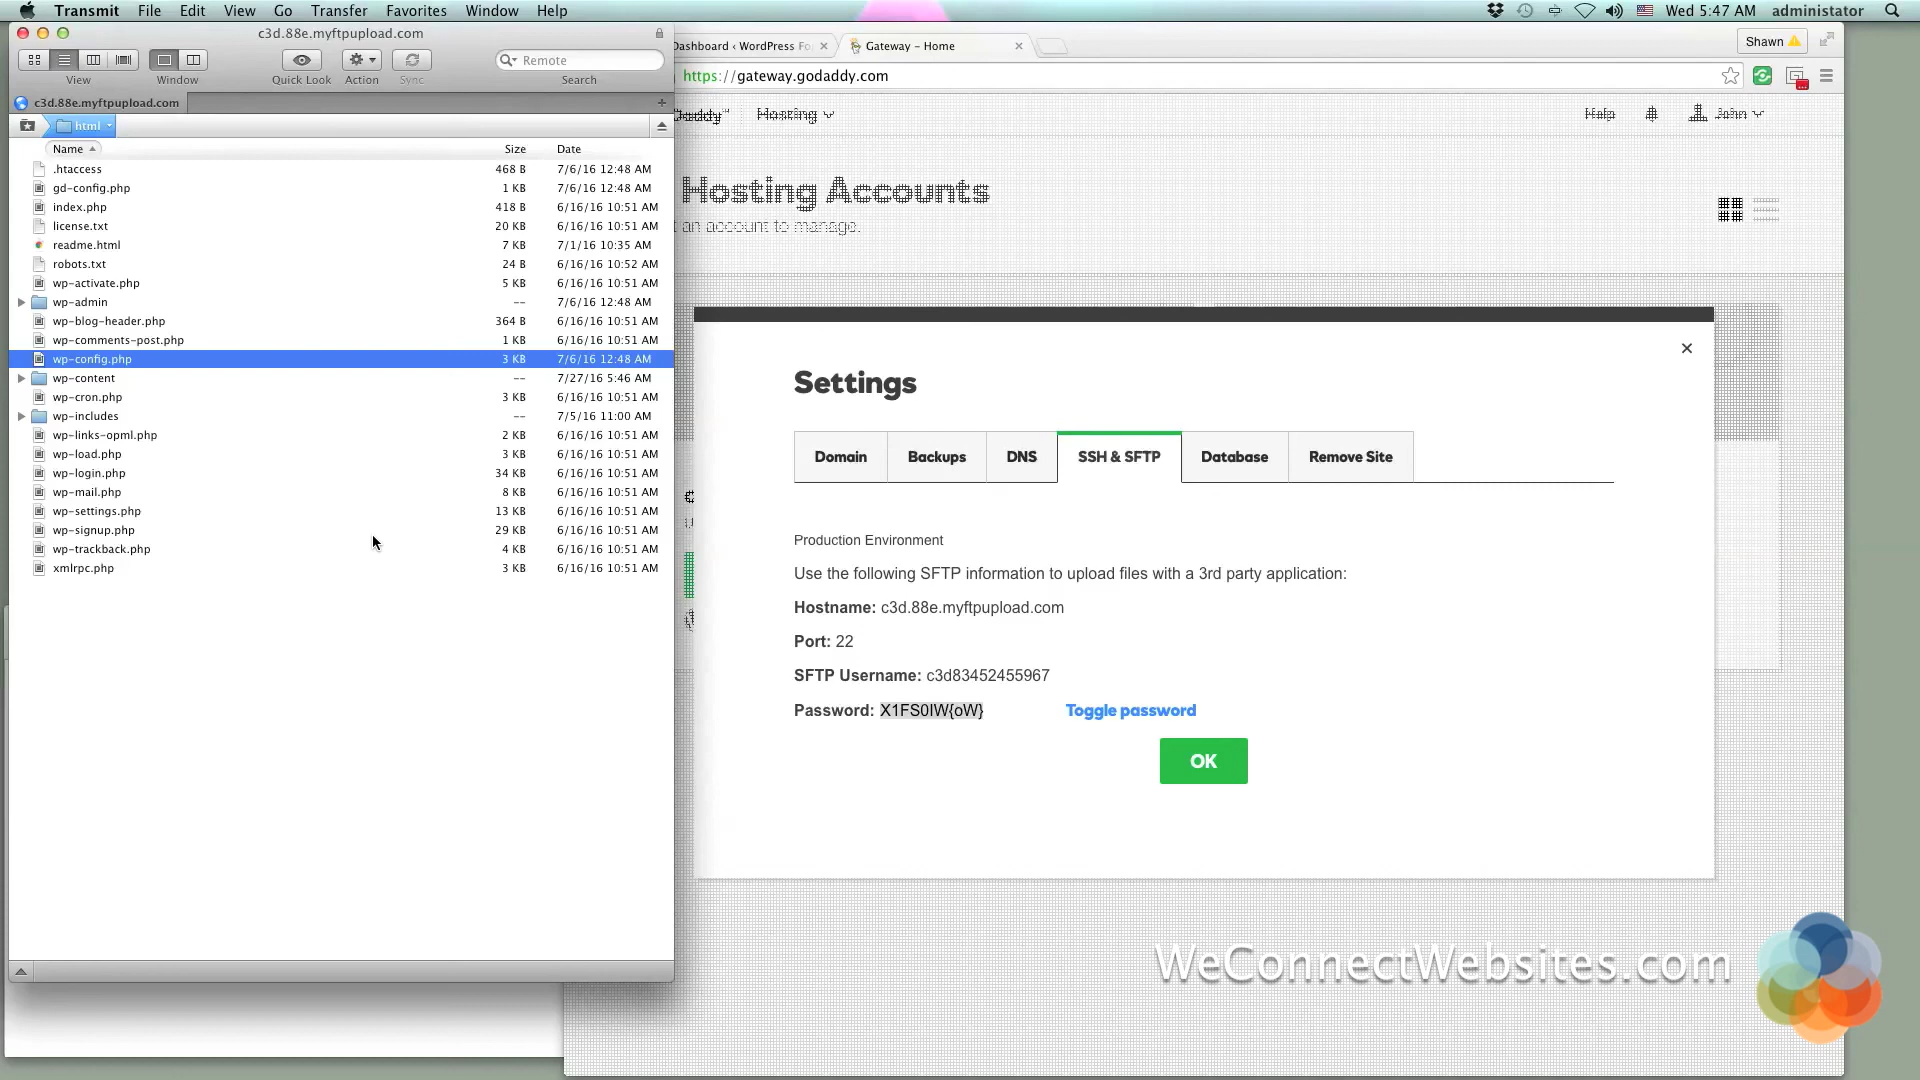 Transmit File Edit View Go Transfer Favorites Window Help Wed 5:47 AM administator
c3d.88e.myftpupload.com
View Window Quick Look Action Sync Search
Remote
c3d.88e.myftpupload.com
html
Name Size Date
.htaccess 468 B 7/6/16 12:48 AM
gd-config.php 1 KB 7/6/16 12:48 AM
index.php 418 B 6/16/16 10:51 AM
license.txt 20 KB 6/16/16 10:51 AM
readme.html 7 KB 7/1/16 10:35 AM
robots.txt 24 B 6/16/16 10:52 AM
wp-activate.php 5 KB 6/16/16 10:51 AM
wp-admin -- 7/6/16 12:48 AM
wp-blog-header.php 364 B 6/16/16 10:51 AM
wp-comments-post.php 1 KB 6/16/16 10:51 AM
wp-config.php 3 KB 7/6/16 12:48 AM
wp-content -- 7/27/16 5:46 AM
wp-cron.php 3 KB 6/16/16 10:51 AM
wp-includes -- 7/5/16 11:00 AM
wp-links-opml.php 2 KB 6/16/16 10:51 AM
wp-load.php 3 KB 6/16/16 10:51 AM
wp-login.php 34 KB 6/16/16 10:51 AM
wp-mail.php 8 KB 6/16/16 10:51 AM
wp-settings.php 13 KB 6/16/16 10:51 AM
wp-signup.php 29 KB 6/16/16 10:51 AM
wp-trackback.php 4 KB 6/16/16 10:51 AM
xmlrpc.php 3 KB 6/16/16 10:51 AM
Dashboard ‹ WordPress Fo Gateway – Home Shawn
https://gateway.godaddy.com
Daddy™ Hosting Help John
Hosting Accounts
an account to manage.
Settings
Domain Backups DNS SSH & SFTP Database Remove Site
Production Environment
Use the following SFTP information to upload files with a 3rd party application:
Hostname: c3d.88e.myftpupload.com
Port: 22
SFTP Username: c3d83452455967
Password: X1FS0IW{oW} Toggle password
OK
WeConnectWebsites.com